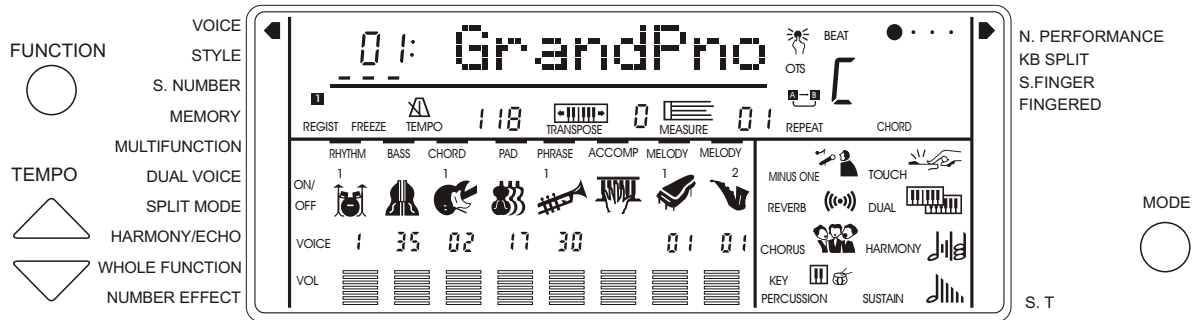 FUNCTION
TEMPO
VOICE
STYLE
S. NUMBER
MEMORY
MULTIFUNCTION
DUAL VOICE
SPLIT MODE
HARMONY/ECHO
WHOLE FUNCTION
NUMBER EFFECT
01: GrandPno
BEAT
OTS
A-B
C
1
REGIST FREEZE TEMPO 118 TRANSPOSE 0 MEASURE 01 REPEAT CHORD
RHYTHM BASS CHORD PAD PHRASE ACCOMP MELODY MELODY
1 1 1 1 2
ON/
OFF
VOICE 1 35 02 17 30 01 01
VOL
MINUS ONE TOUCH
REVERB DUAL
CHORUS HARMONY
KEY
PERCUSSION SUSTAIN
N. PERFORMANCE
KB SPLIT
S.FINGER
FINGERED
MODE
S. T